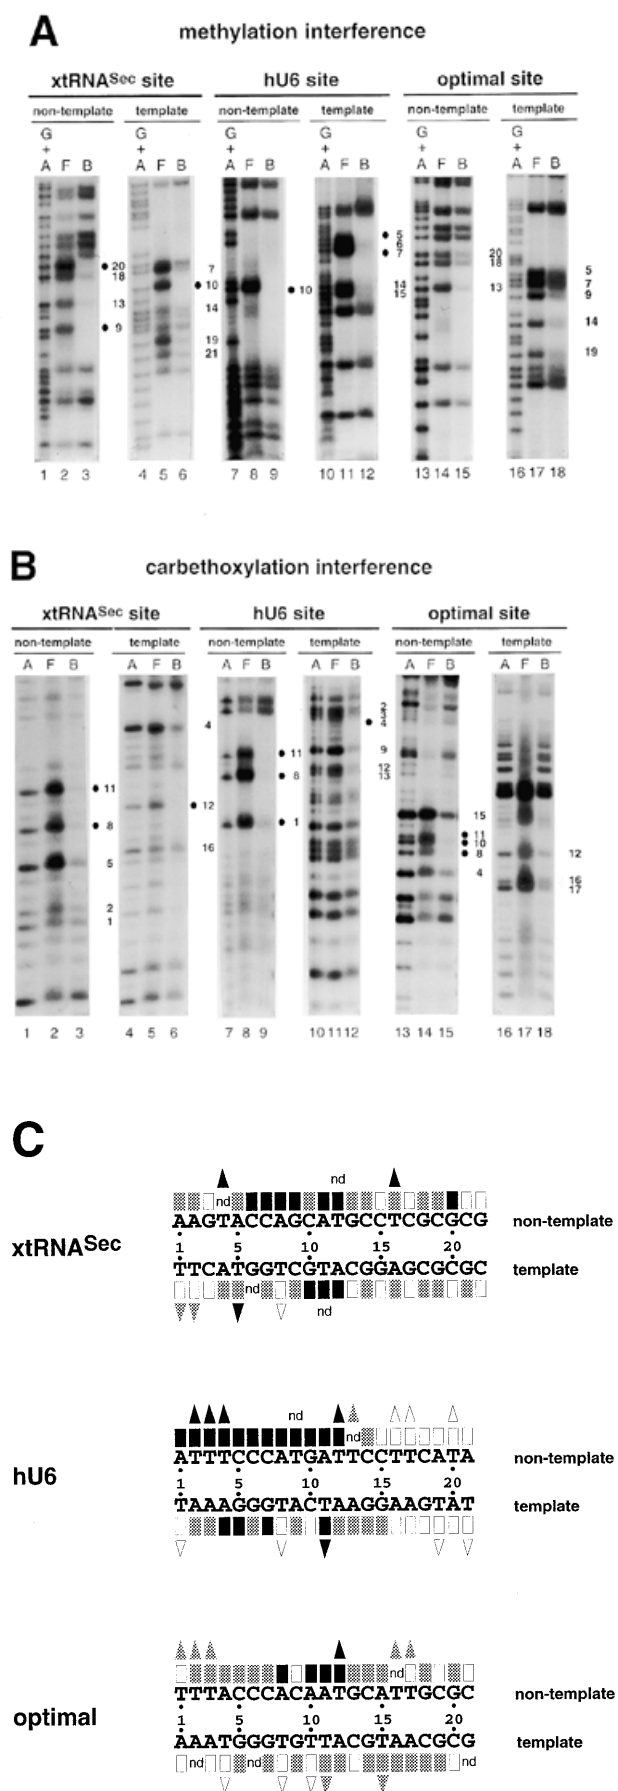 A methylation interference
xtRNASec site hU6 site optimal site
non-template template non-template template non-template template
G G G G G G
+ + + + + +
A F B A F B A F B A F B A F B A F B
20
18
13
9
7
10
14
19
21
10
5
6
7
14
15
20
18
13
5
7
9
14
19
1 2 3 4 5 6 7 8 9 10 11 12 13 14 15 16 17 18
B carbethoxylation interference
xtRNASec site hU6 site optimal site
non-template template non-template template non-template template
A F B A F B A F B A F B A F B A F B
11
8
5
2
1
4
12
16
11
8
1
2
3
4
9
12
13
15
11
10
8
4
12
16
17
1 2 3 4 5 6 7 8 9 10 11 12 13 14 15 16 17 18
C
nd
nd
AAGTACCAGCATGCCTCGCGCG non-template
xtRNASec
1 5 10 15 20
TTCATGGTCGTACGGAGCGCGC template
nd
nd
nd
nd
ATTTCCCATGATTCCTTCATA non-template
hU6
1 5 10 15 20
TAAAGGGTACTAAGGAAGTAT template
nd
TTTACCCACAATGCATTGCGC non-template
optimal
1 5 10 15 20
AAATGGGTGTTACGTAACGCG template
nd nd nd